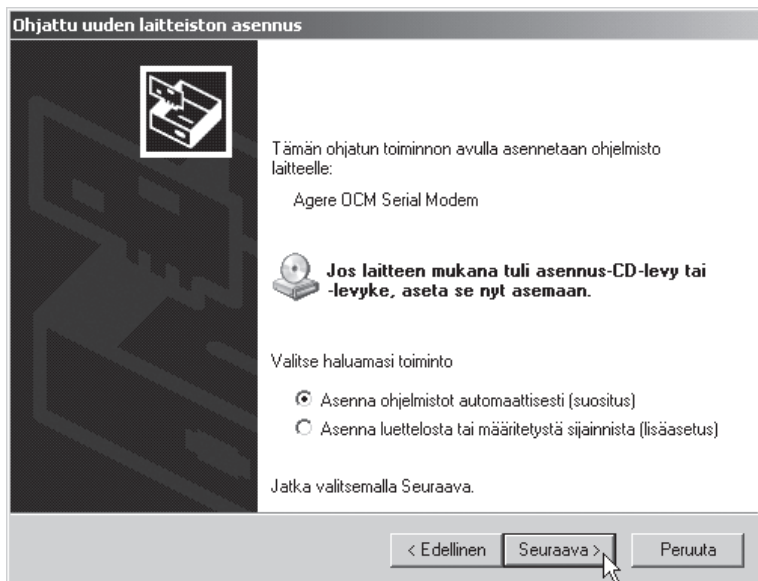 Ohjattu uuden laitteiston asennus
Tämän ohjatun toiminnon avulla asennetaan ohjelmisto
laitteelle:
Agere OCM Serial Modem
Jos laitteen mukana tuli asennus-CD-levy tai
-levyke, aseta se nyt asemaan.
Valitse haluamasi toiminto
Asenna ohjelmistot automaattisesti (suositus)
Asenna luettelosta tai määritetystä sijainnista (lisäasetus)
Jatka valitsemalla Seuraava.
< Edellinen
Seuraava >
Peruuta